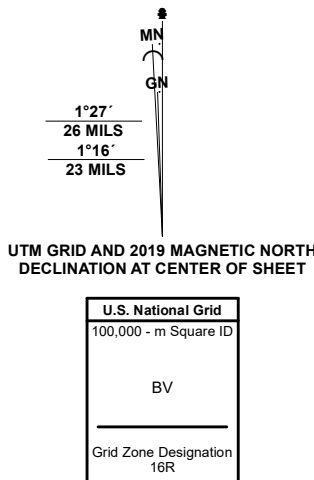 MN
GN
1°27´
26 MILS
1°16´
23 MILS
UTM GRID AND 2019 MAGNETIC NORTH
DECLINATION AT CENTER OF SHEET
U.S. National Grid
100,000 - m Square ID
BV
Grid Zone Designation
16R